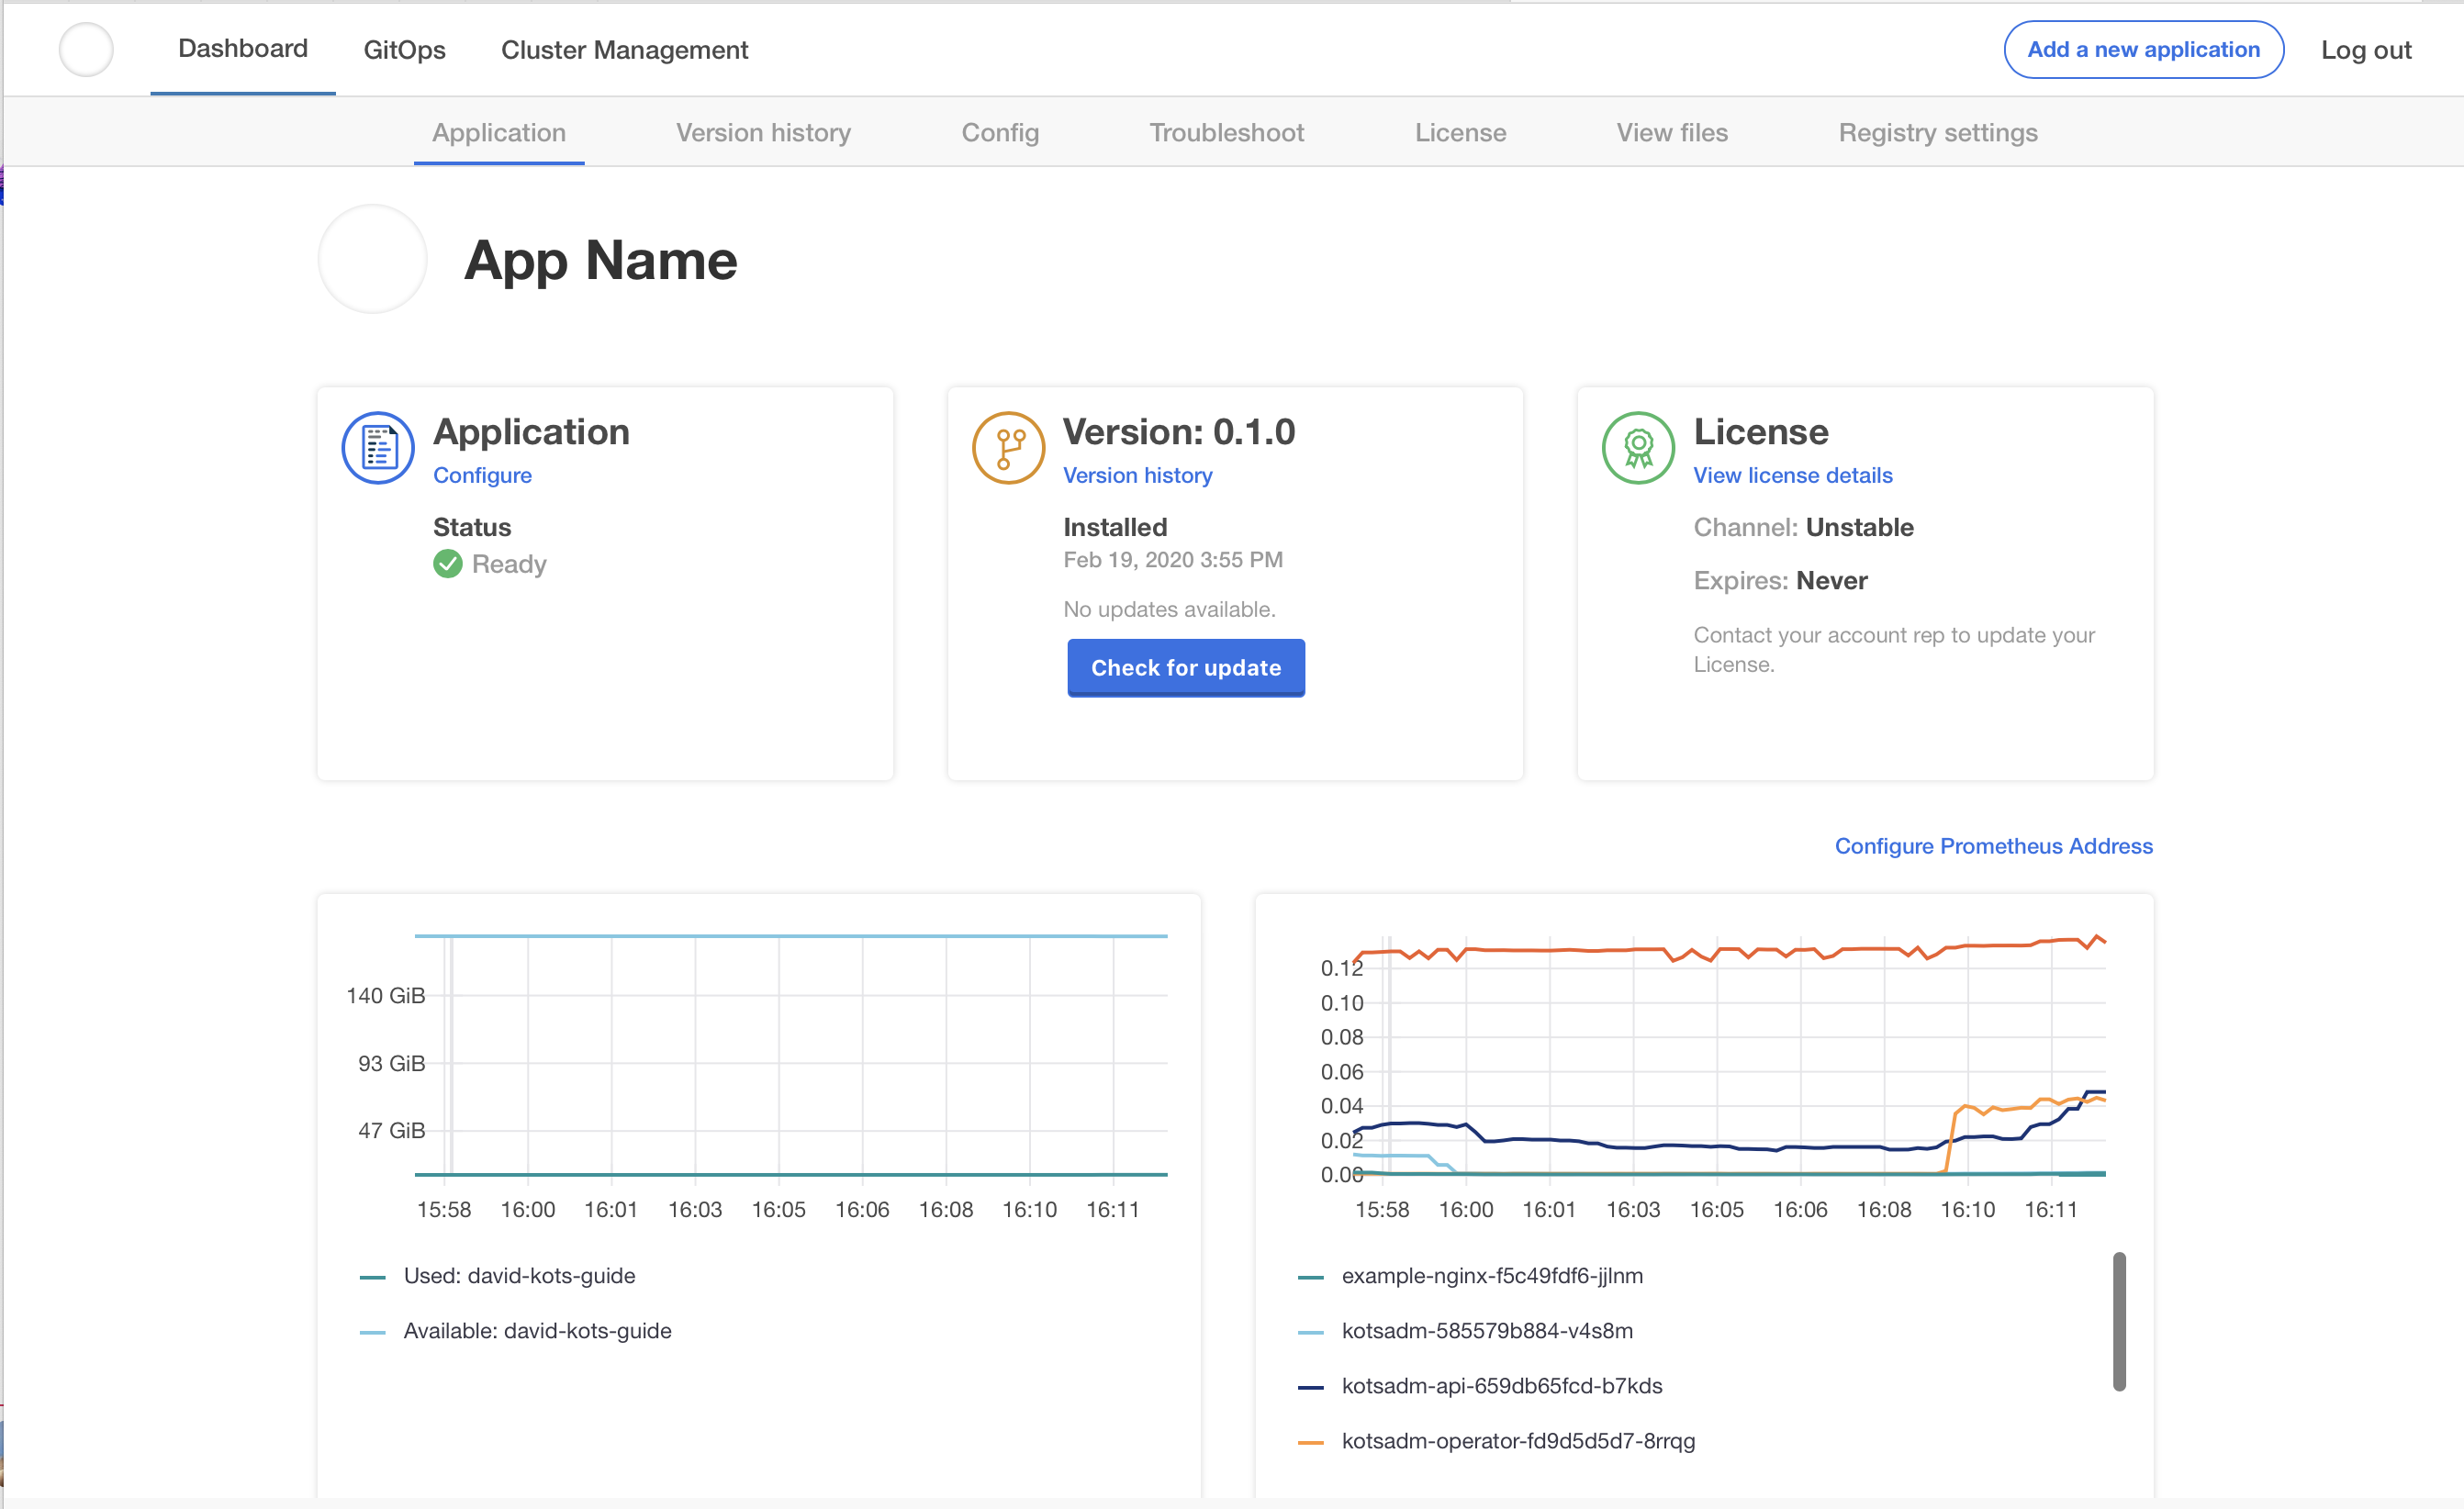 Dashboard GitOps Cluster Management Add a new application Log out
Application Version history Config Troubleshoot License View files Registry settings
App Name
Application
Configure
Status
Ready
Version: 0.1.0
Version history
Installed
Feb 19, 2020 3:55 PM
No updates available.
Check for update
License
View license details
Channel: Unstable
Expires: Never
Contact your account rep to update your
License.
Configure Prometheus Address
140 GiB
93 GiB
47 GiB
15:58 16:00 16:01 16:03 16:05 16:06 16:08 16:10 16:11
Used: david-kots-guide
Available: david-kots-guide
0.12
0.10
0.08
0.06
0.04
0.02
0.00
15:58 16:00 16:01 16:03 16:05 16:06 16:08 16:10 16:11
example-nginx-f5c49fdf6-jjlnm
kotsadm-585579b884-v4s8m
kotsadm-api-659db65fcd-b7kds
kotsadm-operator-fd9d5d5d7-8rrqg